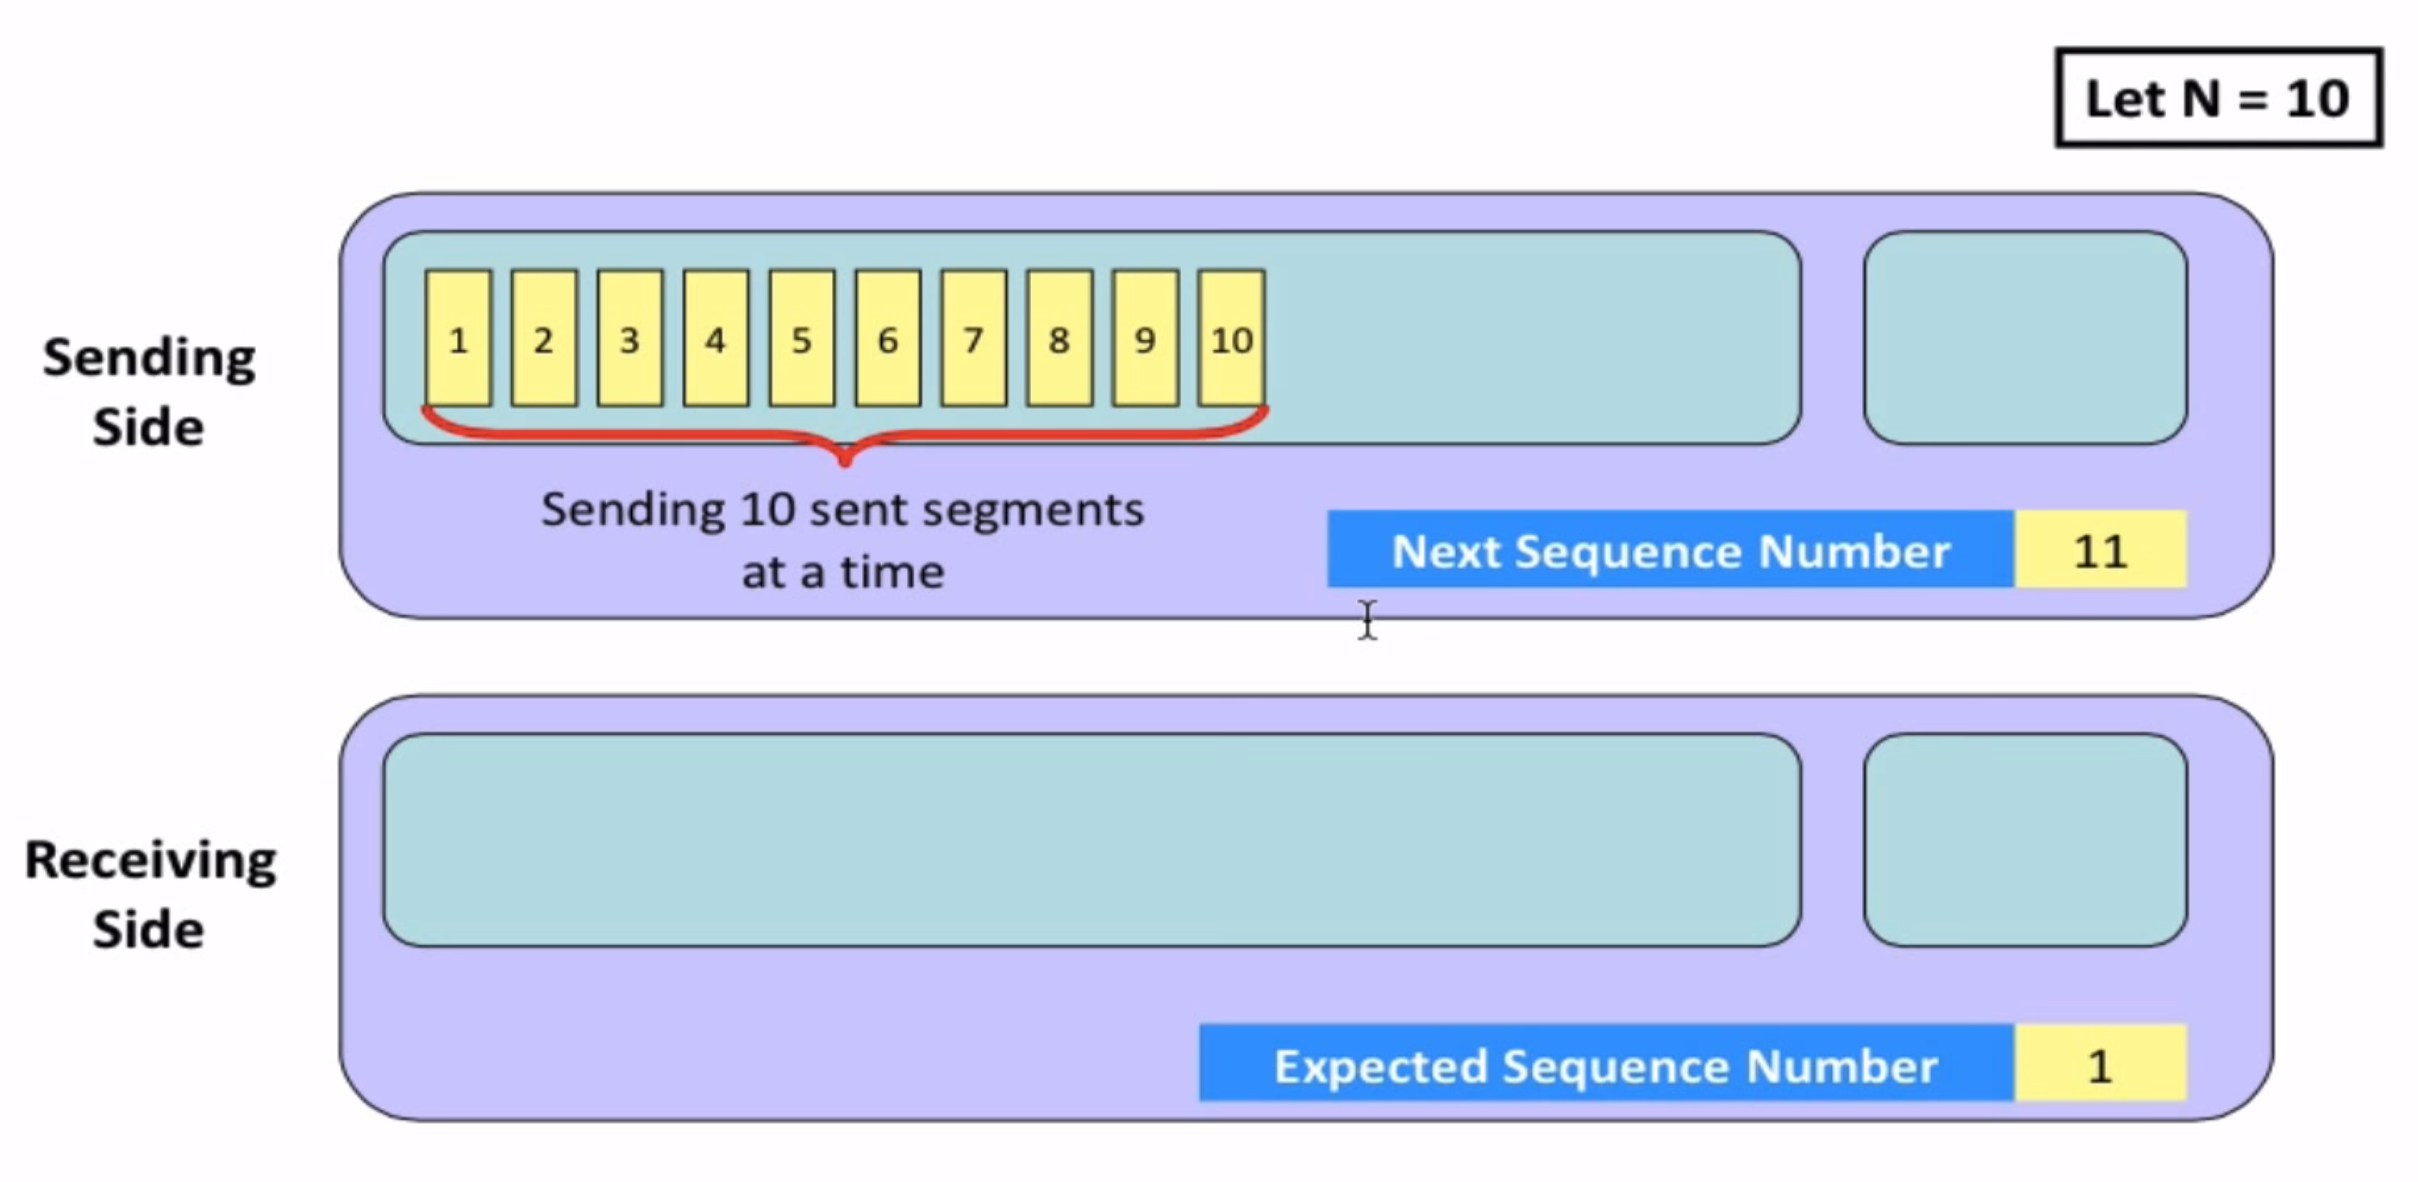 Let N = 10
1 2 3 4 5 6 7 8 9 10
Sending
Side
Sending 10 sent segments
at a time
Next Sequence Number 11
Receiving
Side
Expected Sequence Number 1